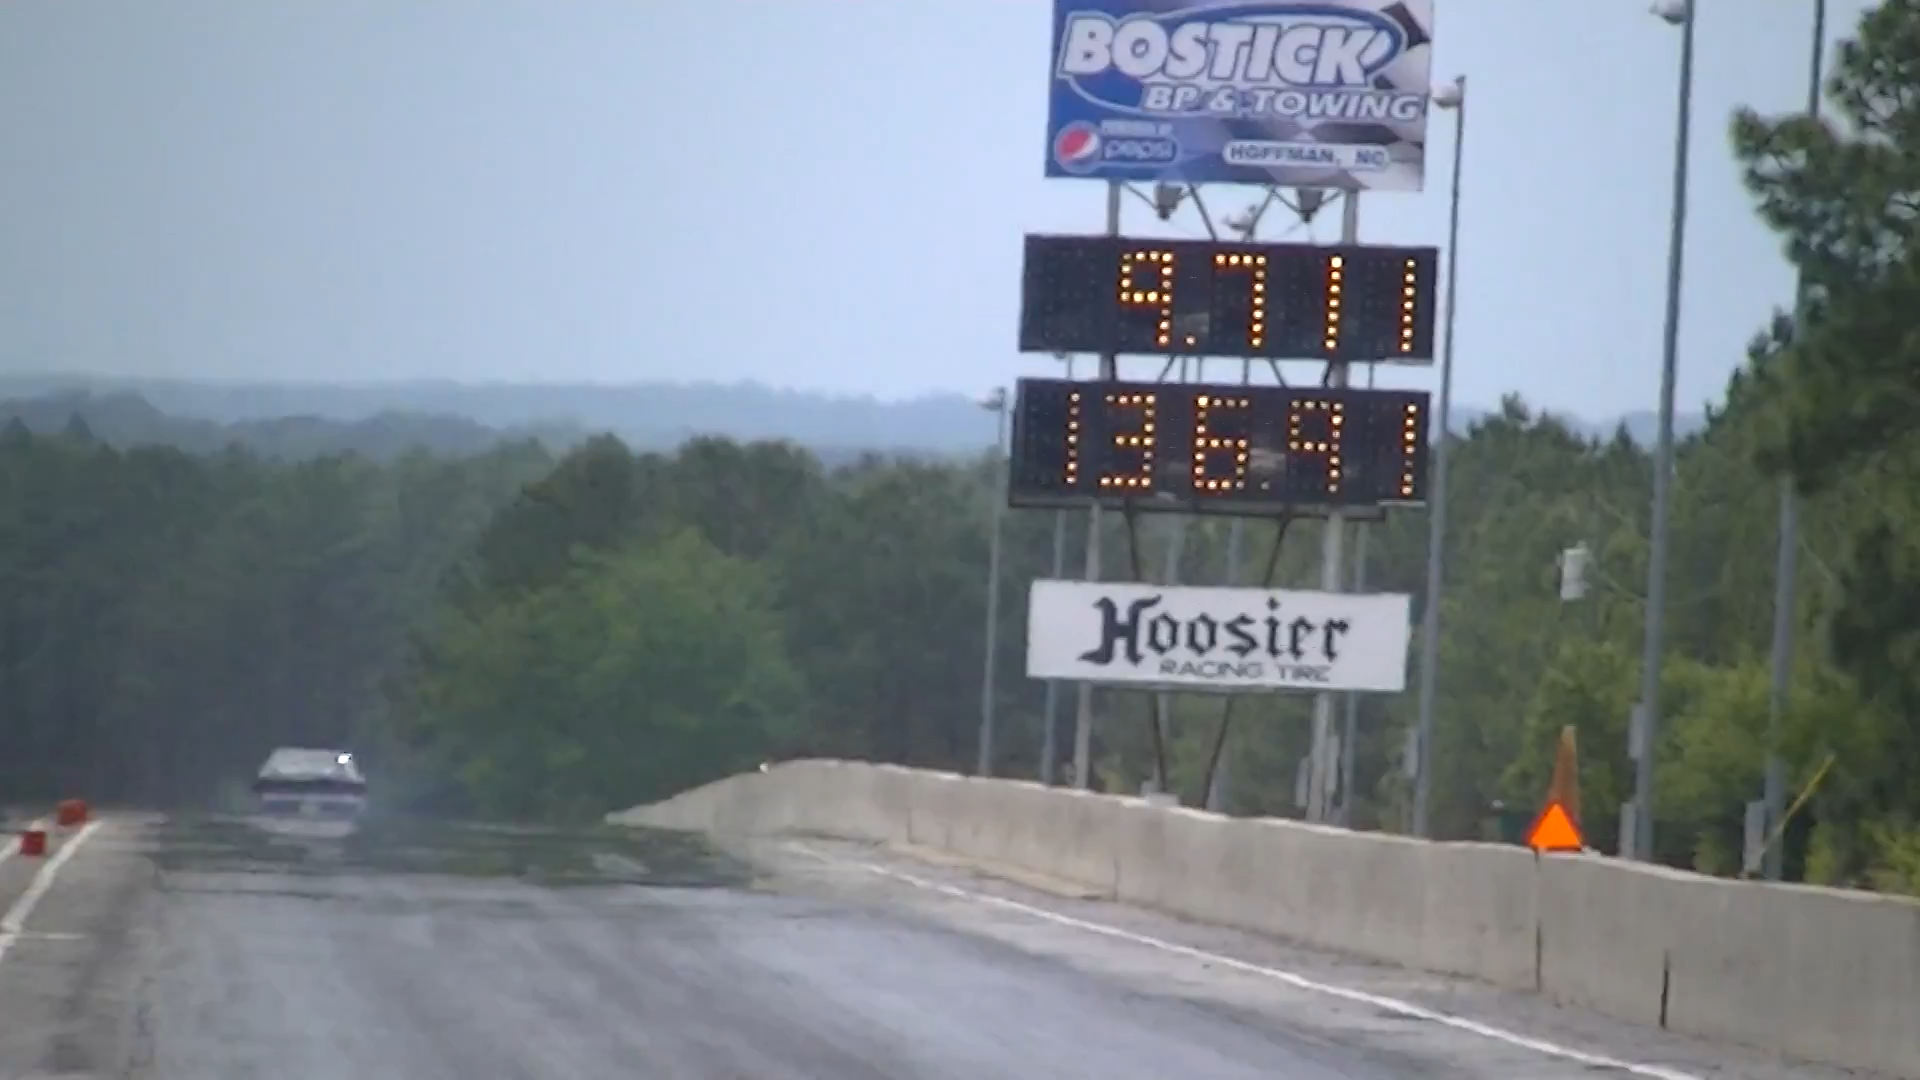 BOSTICK
BP & TOWING
pepsi
HOFFMAN, NC
9.711
136.91
Hoosier
RACING TIRE